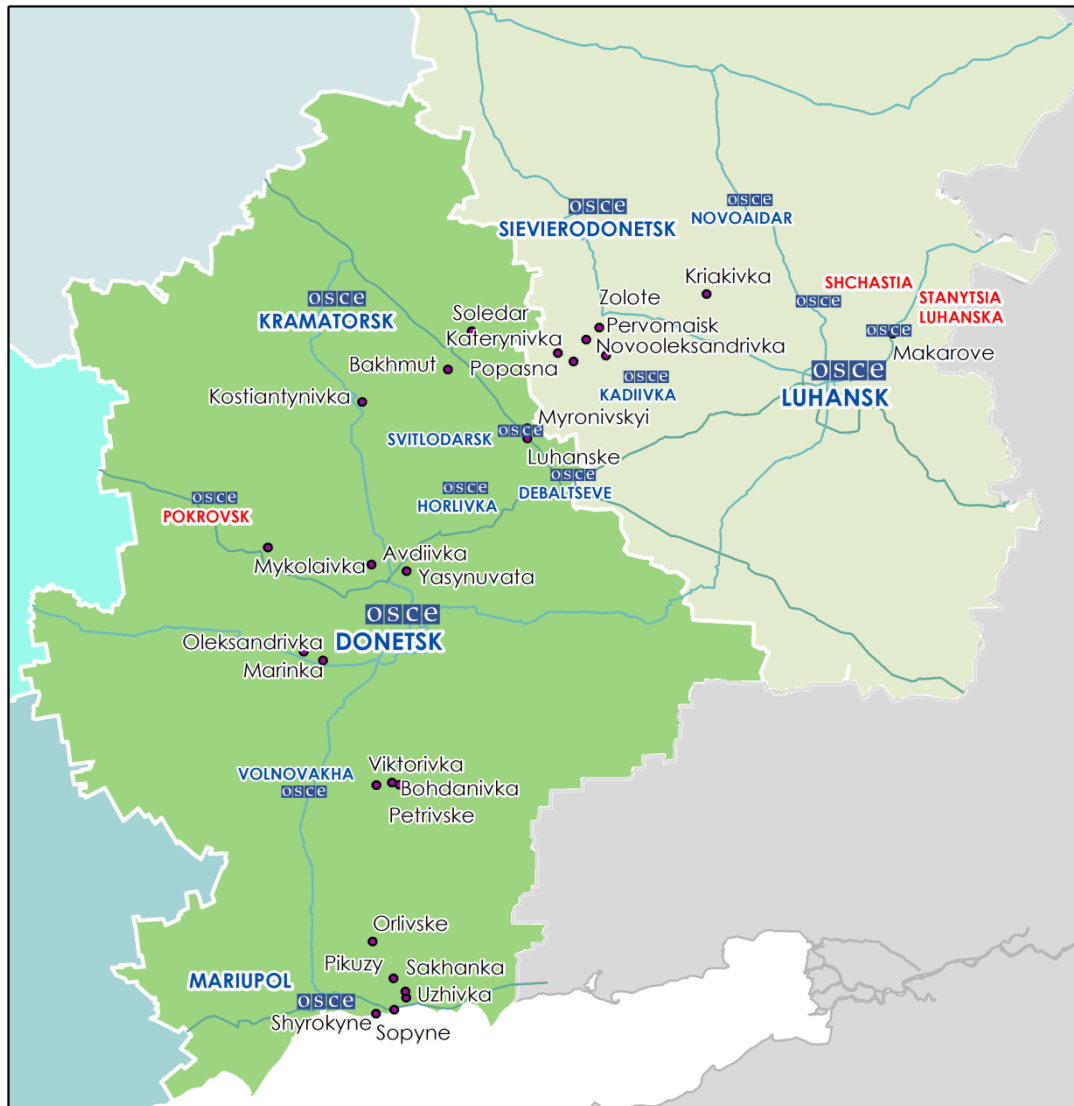 osce
SIEVIERODONETSK
osce
NOVOAIDAR
Kriakivka
SHCHASTIA
osce
STANYTSIA
LUHANSKA
osce
Makarove
osce
KRAMATORSK
Soledar
Katerynivka
Zolote
Pervomaisk
Novooleksandrivka
Bakhmut
Popasna
osce
KADIIVKA
osce
LUHANSK
Kostiantynivka
Myronivskyi
SVITLODARSK
osce
Luhanske
osce
DEBALTSEVE
osce
HORLIVKA
osce
POKROVSK
Mykolaivka
Avdiivka
Yasynuvata
osce
DONETSK
Oleksandrivka
Marinka
VOLNOVAKHA
osce
Viktorivka
Bohdanivka
Petrivske
Orlivske
Pikuzy
Sakhanka
Uzhivka
MARIUPOL
osce
Shyrokyne
Sopyne